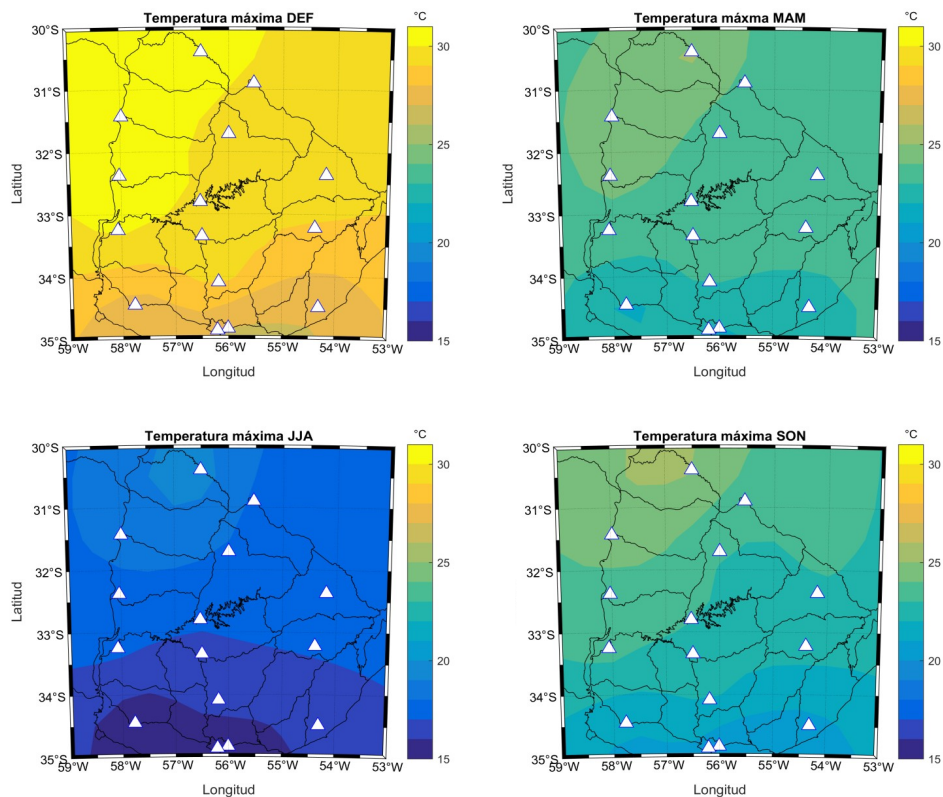 Temperatura máxima DEF
°C
30°S
31°S
32°S
33°S
34°S
35°S
Latitud
59°W
58°W
57°W
56°W
55°W
54°W
53°W
Longitud
30
25
20
15
Temperatura máxma MAM
°C
30°S
31°S
32°S
33°S
34°S
35°S
Latitud
59°W
58°W
57°W
56°W
55°W
54°W
53°W
Longitud
30
25
20
15
Temperatura máxima JJA
°C
30°S
31°S
32°S
33°S
34°S
35°S
Latitud
59°W
58°W
57°W
56°W
55°W
54°W
53°W
Longitud
30
25
20
15
Temperatura máxima SON
°C
30°S
31°S
32°S
33°S
34°S
35°S
59°W
58°W
57°W
56°W
55°W
54°W
53°W
Longitud
30
25
20
15